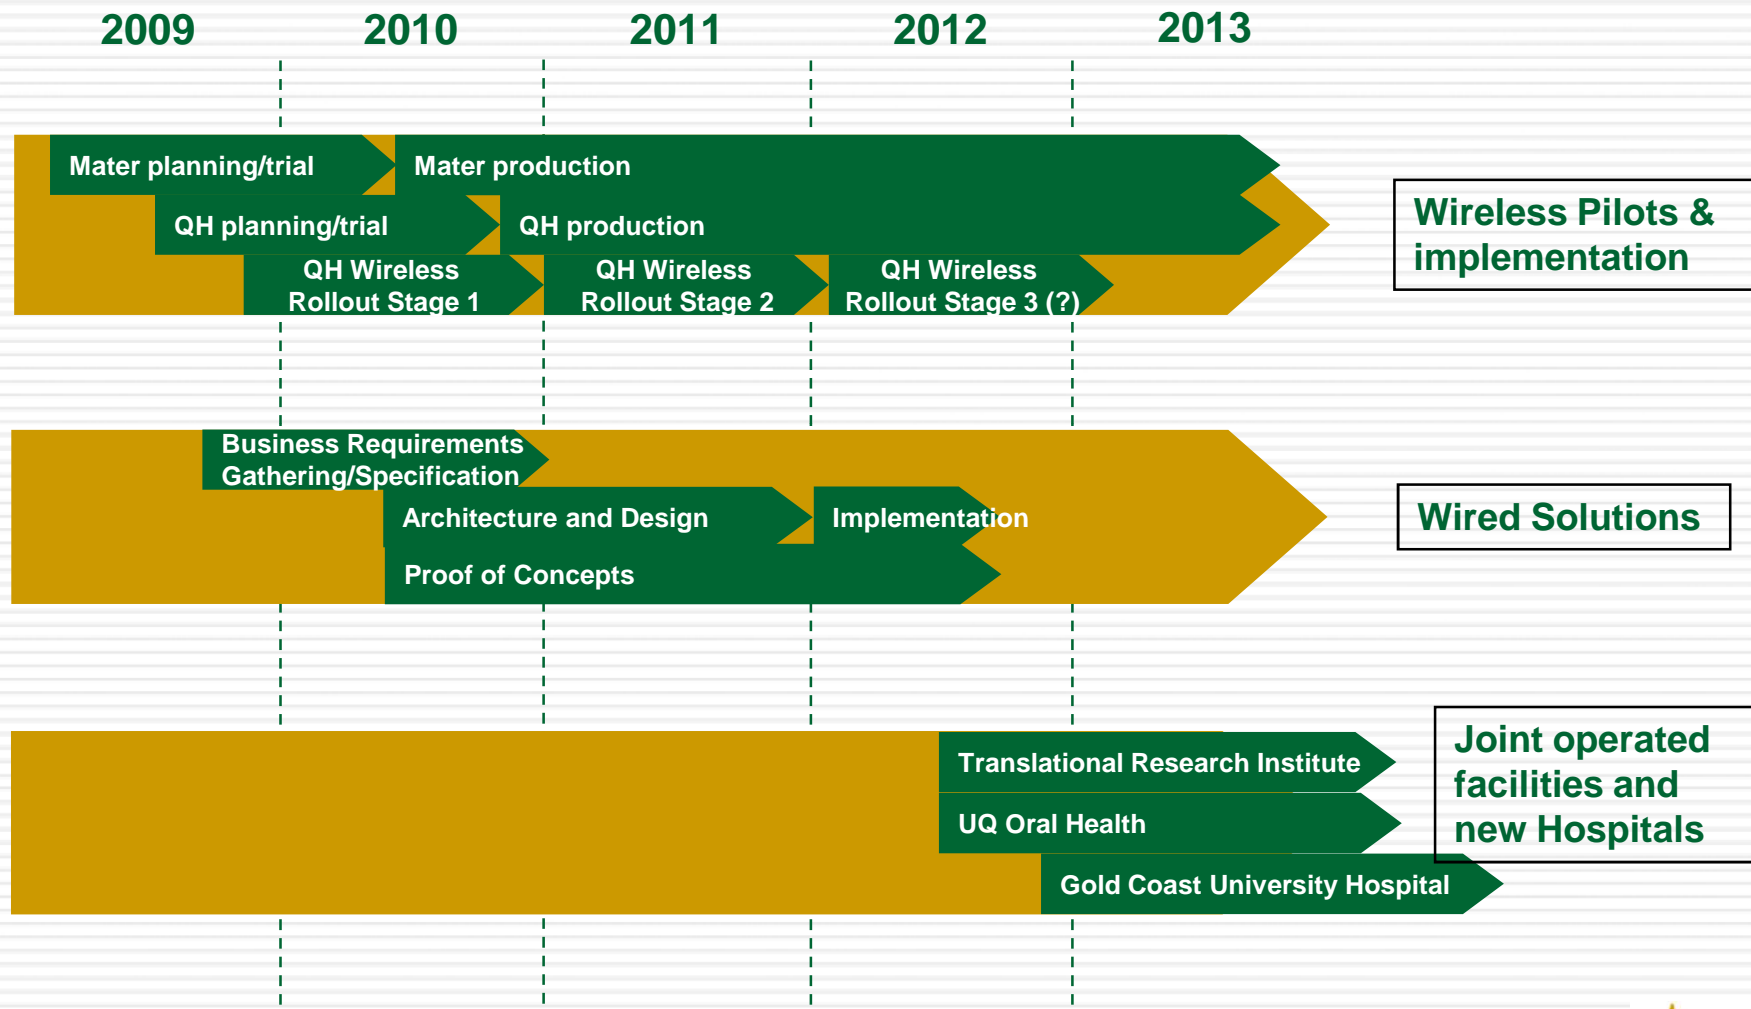 2009 2010 2011 2012 2013
Mater planning/trial
Mater production
QH planning/trial
QH production
QH Wireless
Rollout Stage 1
QH Wireless
Rollout Stage 2
QH Wireless
Rollout Stage 3 (?)
Wireless Pilots &
implementation
Business Requirements
Gathering/Specification
Architecture and Design
Implementation
Proof of Concepts
Wired Solutions
Translational Research Institute
UQ Oral Health
Gold Coast University Hospital
Joint operated
facilities and
new Hospitals